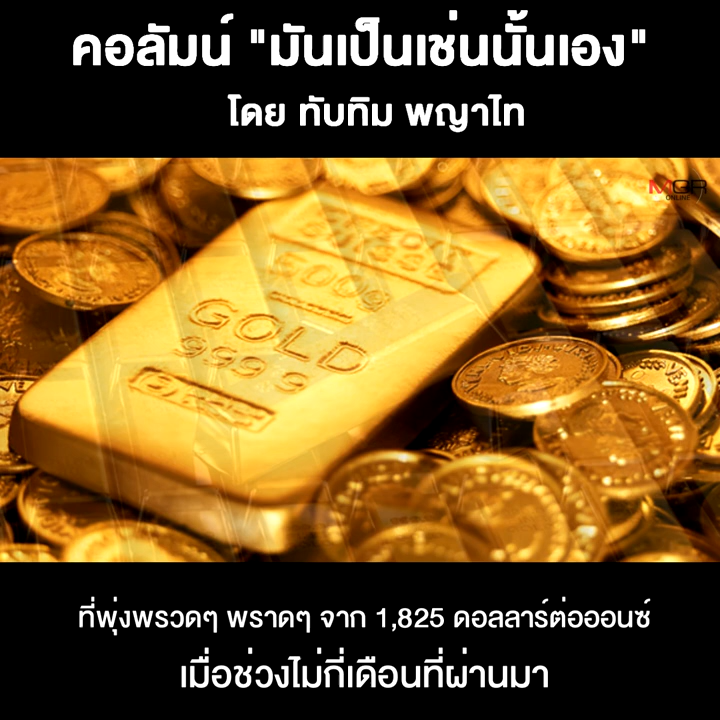 คอลัมน์ "มันเป็นเช่นนั้นเอง"
โดย ทับทิม พญาไท
MGR
ONLINE
500g
GOLD
999.9
ที่พุ่งพรวดๆ พราดๆ จาก 1,825 ดอลลาร์ต่อออนซ์
เมื่อช่วงไม่กี่เดือนที่ผ่านมา